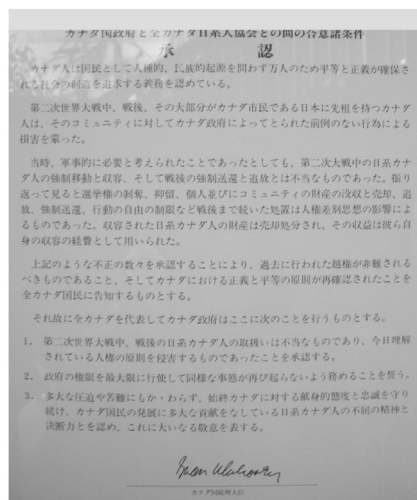 カナダ国政府と全カナダ日系人協会との間の合意諸条件
承認
カナダ人は国民として人種的、民族的起源を問わず万人のため平等と正義が確保さ
れる社会の創造を追求する義務を認めている。
第二次世界大戦中、戦後、その大部分がカナダ市民である日本に先祖を持つカナダ
人は、そのコミュニティに対してカナダ政府によってとられた前例のない行為による
損害を蒙った。
当時、軍事的に必要と考えられたことであったとしても、第二次大戦中の日系カナダ
人の強制移動と収容、そして戦後の強制送還と追放とは不当なものであった。振り
返って見ると選挙権の剥奪、抑留、個人並びにコミュニティの財産の没収と売却、追
放、強制送還、行動の自由の制限など戦後まで続いた処置は人権差別思想の影響によ
るものであった。収容された日系カナダ人の財産は売却処分され、その収益は彼ら自
身の収容の経費として用いられた。
上記のような不正の数々を承認することにより、過去に行われた越権が非難される
べきものであること、そしてカナダにおける正義と平等の原則が再確認されたことを
全カナダ国民に告知するものとする。
それ故に全カナダを代表してカナダ政府はここに次のことを行うものとする。
1. 第二次世界大戦中、戦後の日系カナダ人の取扱いは不当なものであり、今日理解
されている人権の原則を侵害するものであったことを承認する。
2. 政府の権限を最大限に行使して同様な事態が再び起らないよう務めることを誓う。
3. 多大な圧迫や苦難にもかゝわらず、始終カナダに対する献身的態度と忠誠を守り
続け、カナダ国民の発展に多大な貢献をなしている日系カナダ人の不屈の精神と
決断力とを認め、これに大いなる敬意を表する。
Brian Mulroney
カナダ国総理大臣